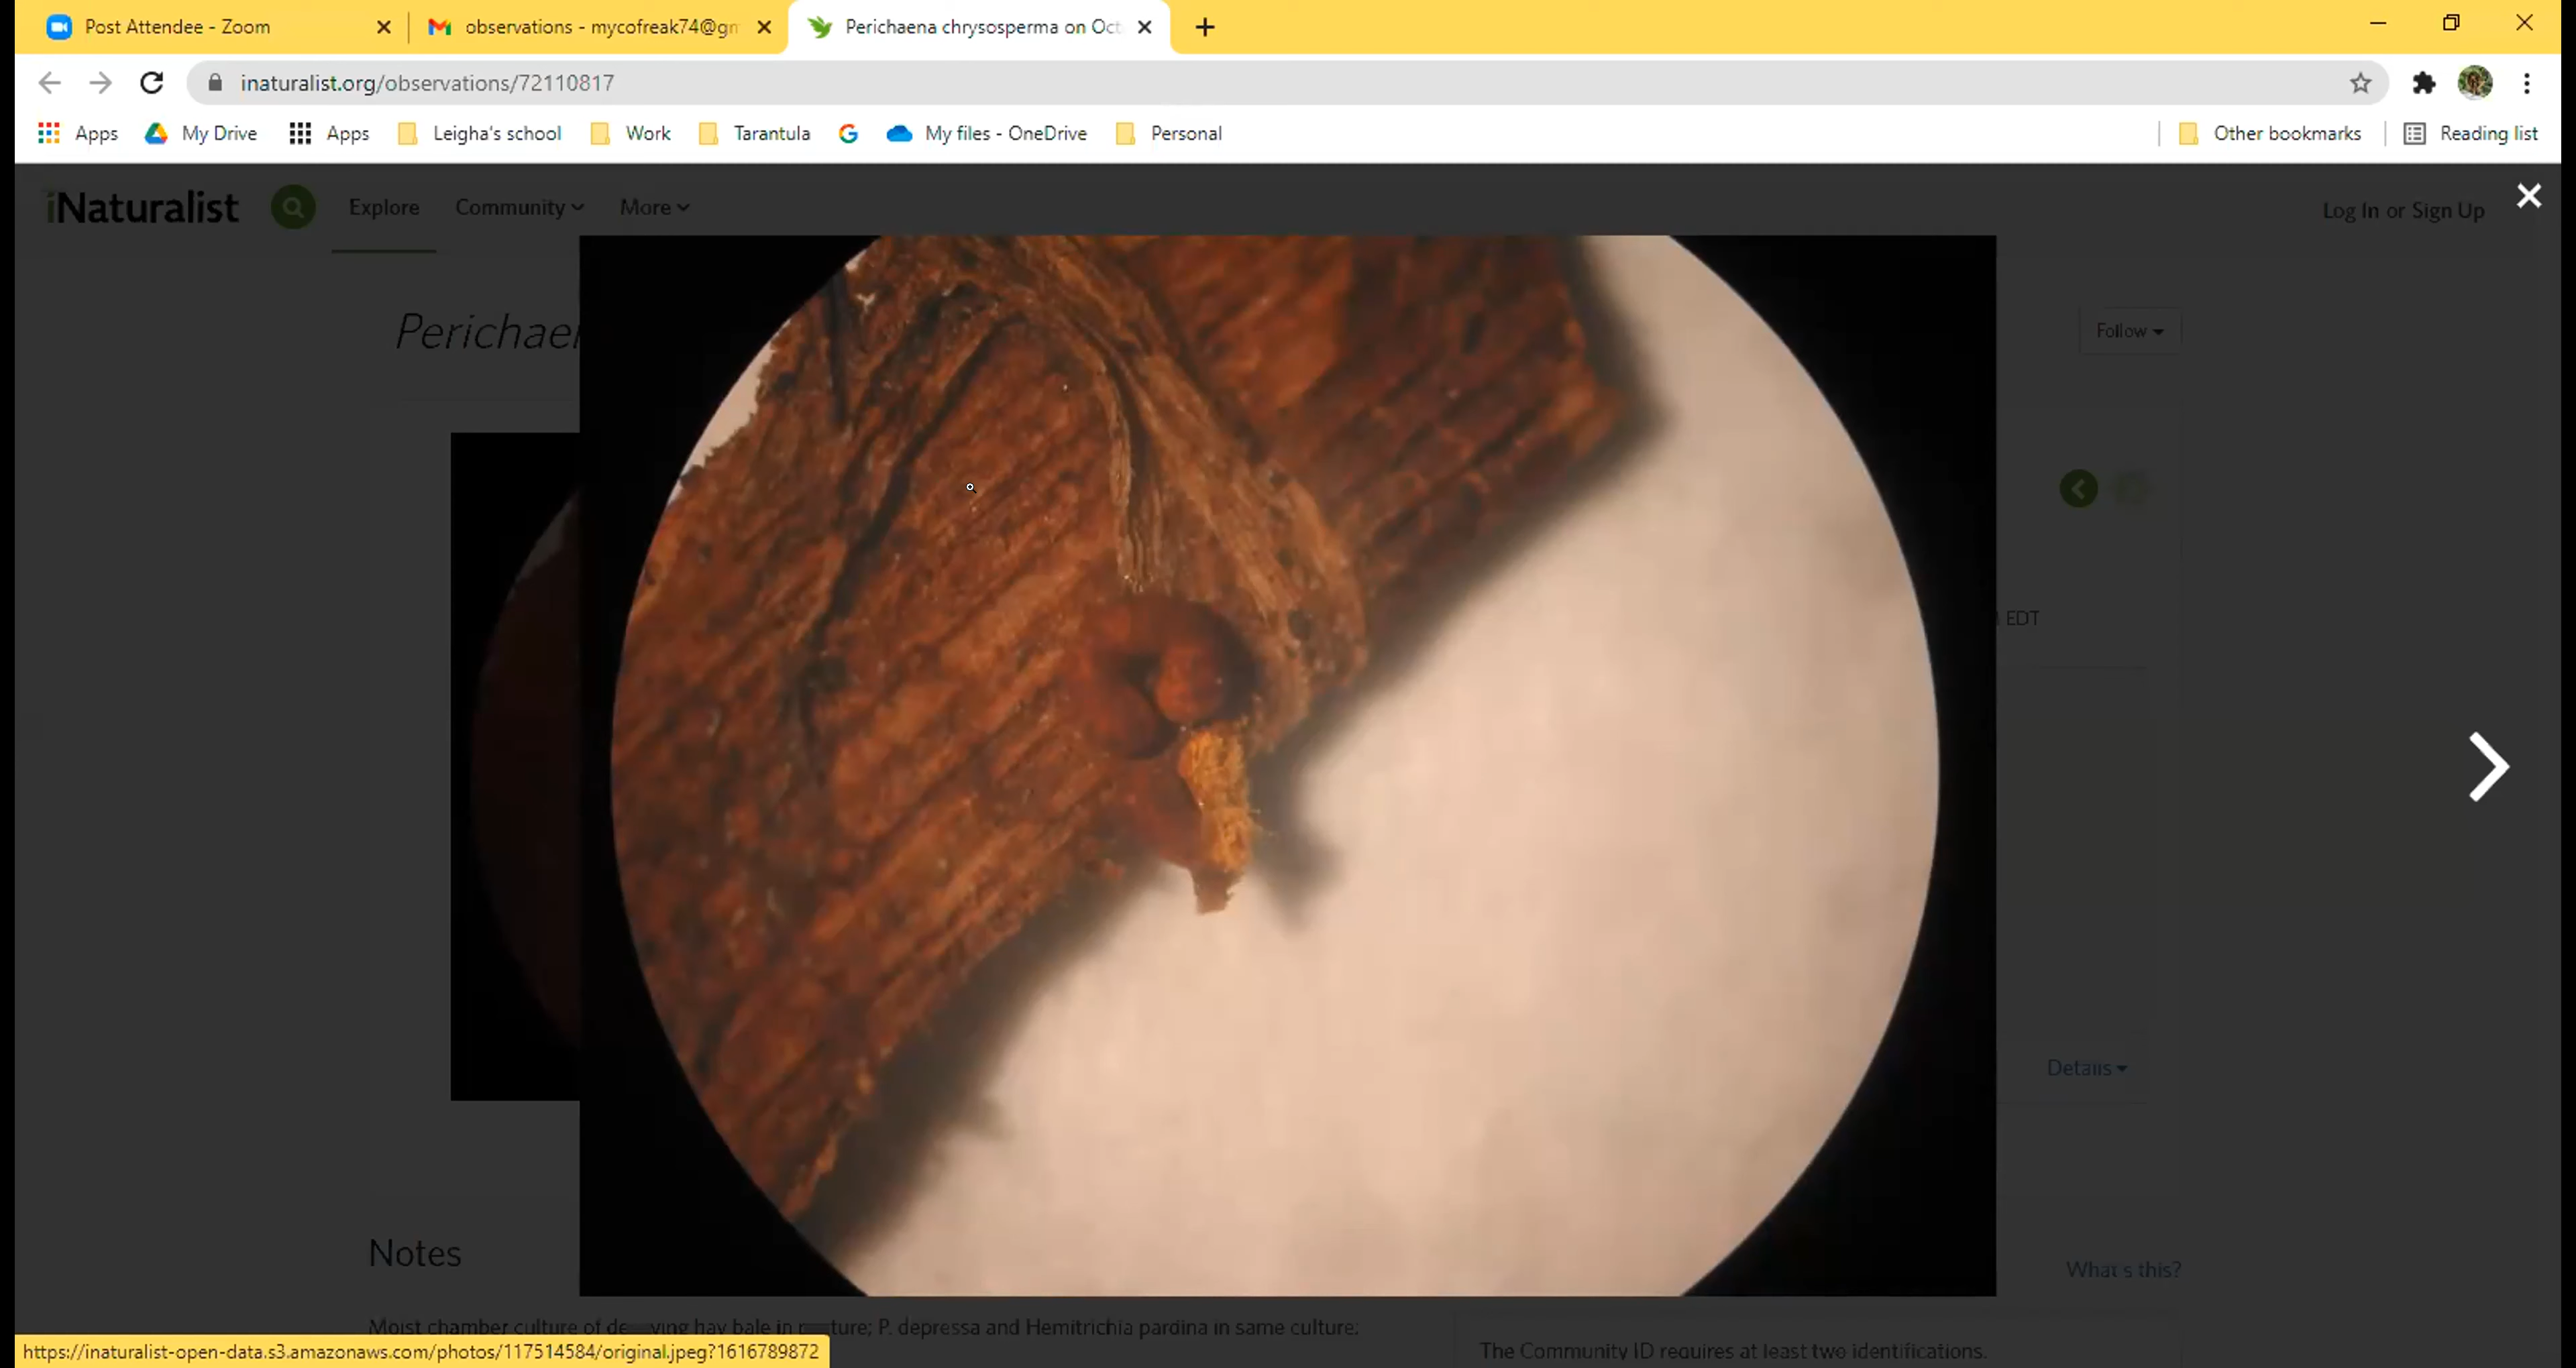 Post Attendee - Zoom
observations - mycofreak74@gm
Perichaena chrysosperma on Oct
inaturalist.org/observations/72110817
Apps My Drive Apps Leigha's school Work Tarantula My files - OneDrive Personal Other bookmarks Reading list
iNaturalist Explore Community More Log In or Sign Up
Perichaen
Follow
EDT
Details
Notes
What's this?
Moist chamber culture of hay bale in P. depressa and Hemitrichia pardina in same culture;
https://inaturalist-open-data.s3.amazonaws.com/photos/117514584/original.jpeg?1616789872
The Community ID requires at least two identifications.